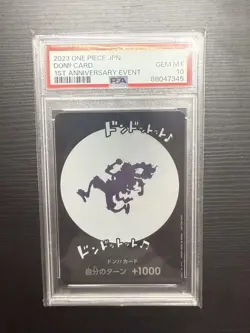 2023 ONE PIECE JPN
DON!! CARD
1ST ANNIVERSARY EVENT
GEM MT
10
PSA
88047345
ドンドットット♪
ドンドットット♫
ドン!!カード
自分のターン +1000